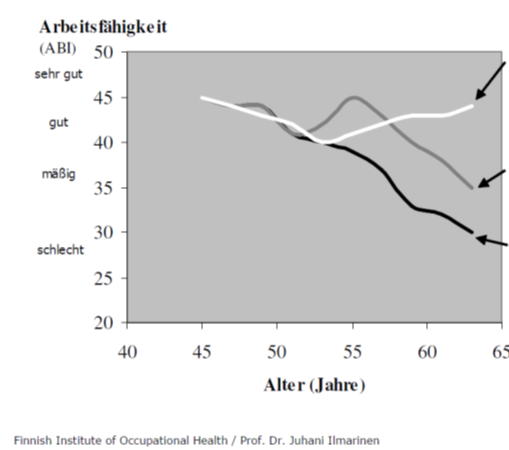 Arbeitsfähigkeit
(ABI) 50
sehr gut
45
gut
40
mäßig
35
30
schlecht
25
20
40 45 50 55 60 65
Alter (Jahre)
Finnish Institute of Occupational Health / Prof. Dr. Juhani Ilmarinen